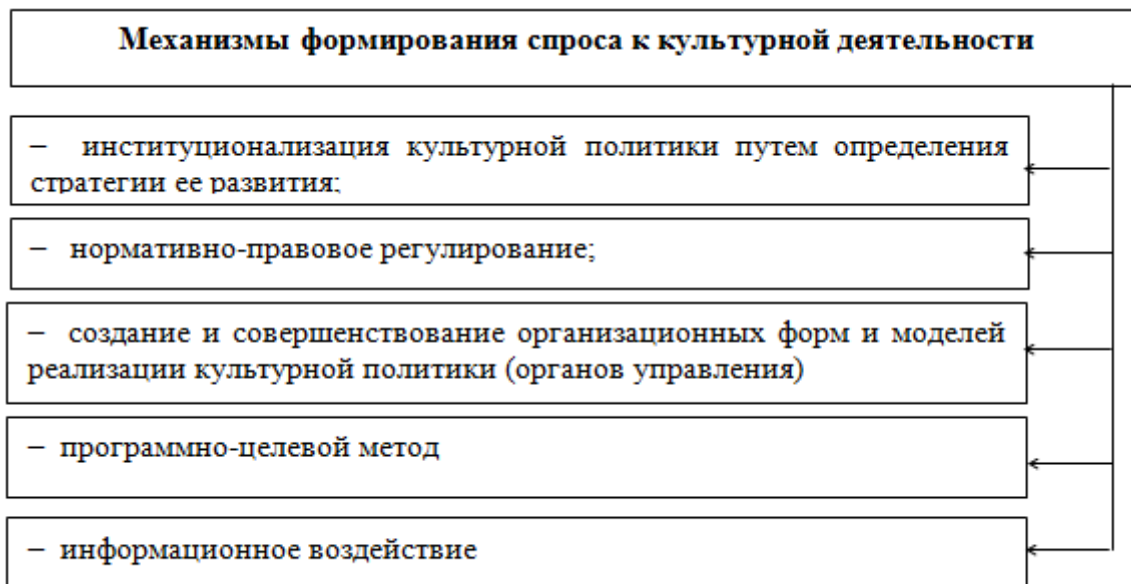 Механизмы формирования спроса к культурной деятельности
– институционализация культурной политики путем определения
стратегии ее развития;
– нормативно-правовое регулирование;
– создание и совершенствование организационных форм и моделей
реализации культурной политики (органов управления)
– программно-целевой метод
– информационное воздействие